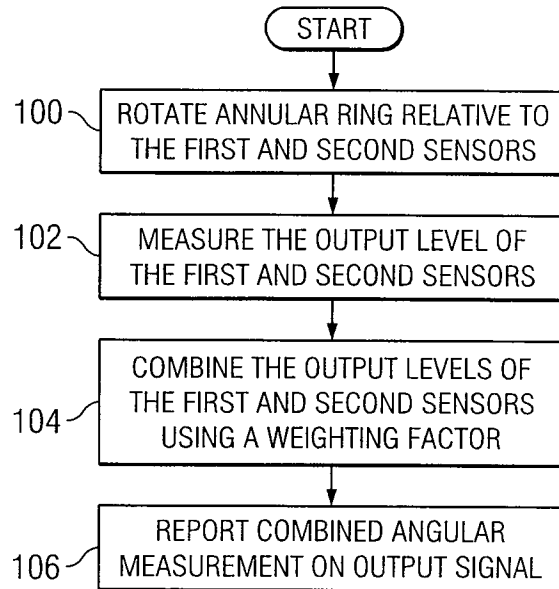 START
100
ROTATE ANNULAR RING RELATIVE TO
THE FIRST AND SECOND SENSORS
102
MEASURE THE OUTPUT LEVEL OF
THE FIRST AND SECOND SENSORS
104
COMBINE THE OUTPUT LEVELS OF
THE FIRST AND SECOND SENSORS
USING A WEIGHTING FACTOR
106
REPORT COMBINED ANGULAR
MEASUREMENT ON OUTPUT SIGNAL